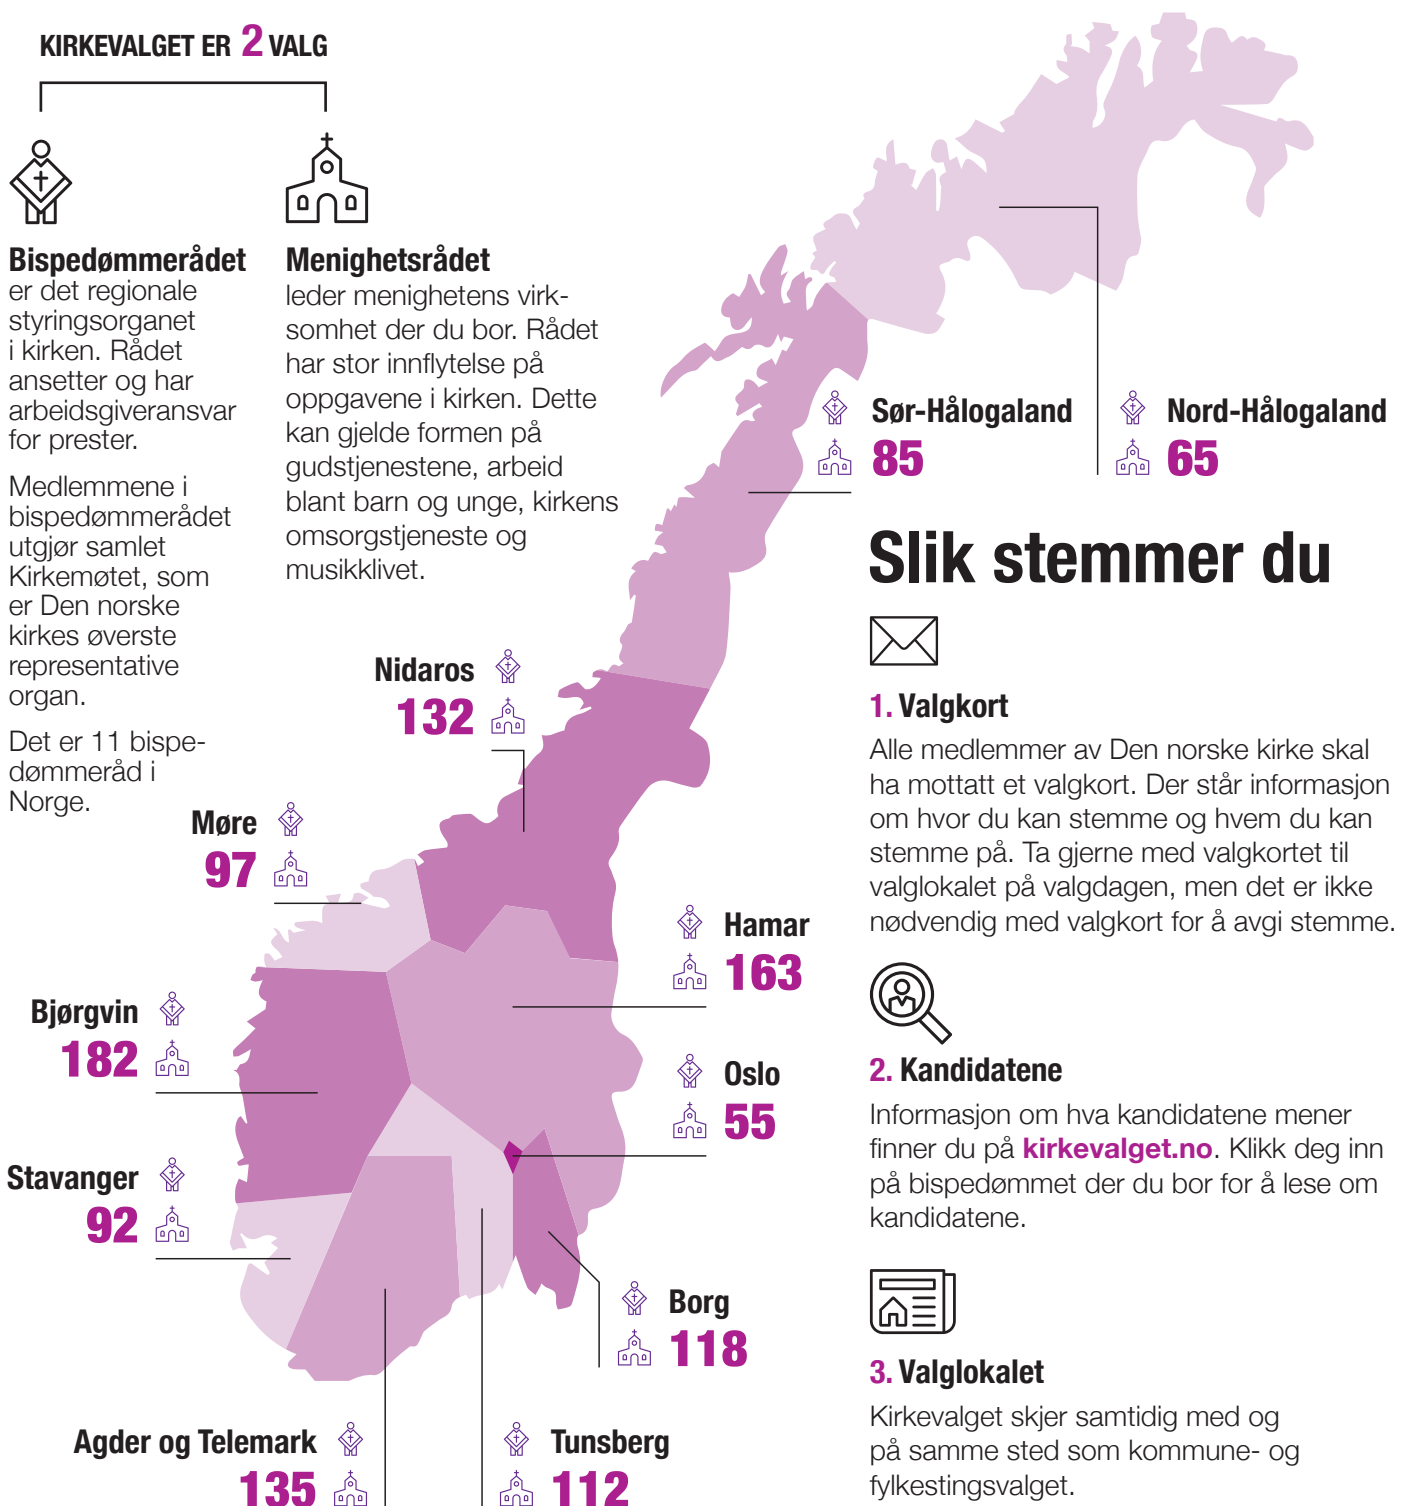 KIRKEVALGET ER 2 VALG
Bispedømmerådet
er det regionale
styringsorganet
i kirken. Rådet
ansetter og har
arbeidsgiveransvar
for prester.
Medlemmene i
bispedømmerådet
utgjør samlet
Kirkemøtet, som
er Den norske
kirkes øverste
representative
organ.
Det er 11 bispe-
dømmeråd i
Norge.
Menighetsrådet
leder menighetens virk-
somhet der du bor. Rådet
har stor innflytelse på
oppgavene i kirken. Dette
kan gjelde formen på
gudstjenestene, arbeid
blant barn og unge, kirkens
omsorgstjeneste og
musikklivet.
Sør-Hålogaland
85
Nord-Hålogaland
65
Nidaros
132
Møre
97
Hamar
163
Bjørgvin
182
Oslo
55
Stavanger
92
Borg
118
Agder og Telemark
135
Tunsberg
112
Slik stemmer du
1. Valgkort
Alle medlemmer av Den norske kirke skal
ha mottatt et valgkort. Der står informasjon
om hvor du kan stemme og hvem du kan
stemme på. Ta gjerne med valgkortet til
valglokalet på valgdagen, men det er ikke
nødvendig med valgkort for å avgi stemme.
2. Kandidatene
Informasjon om hva kandidatene mener
finner du på kirkevalget.no. Klikk deg inn
på bispedømmet der du bor for å lese om
kandidatene.
3. Valglokalet
Kirkevalget skjer samtidig med og
på samme sted som kommune- og
fylkestingsvalget.